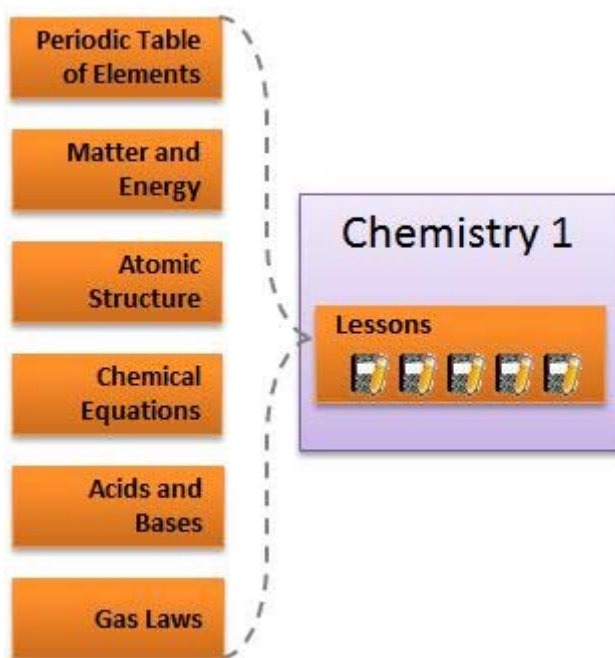 Periodic Table
of Elements
Matter and
Energy
Atomic
Structure
Chemical
Equations
Acids and
Bases
Gas Laws
Chemistry 1
Lessons